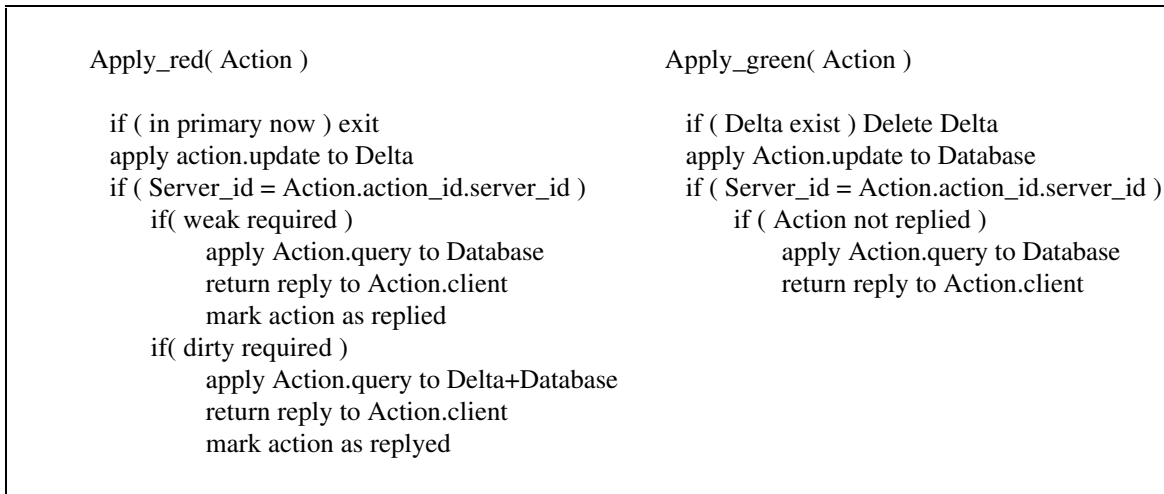 Apply_red( Action )
if ( in primary now ) exit
apply action.update to Delta
if ( Server_id = Action.action_id.server_id )
if( weak required )
apply Action.query to Database
return reply to Action.client
mark action as replied
if( dirty required )
apply Action.query to Delta+Database
return reply to Action.client
mark action as replyed
Apply_green( Action )
if ( Delta exist ) Delete Delta
apply Action.update to Database
if ( Server_id = Action.action_id.server_id )
if ( Action not replied )
apply Action.query to Database
return reply to Action.client